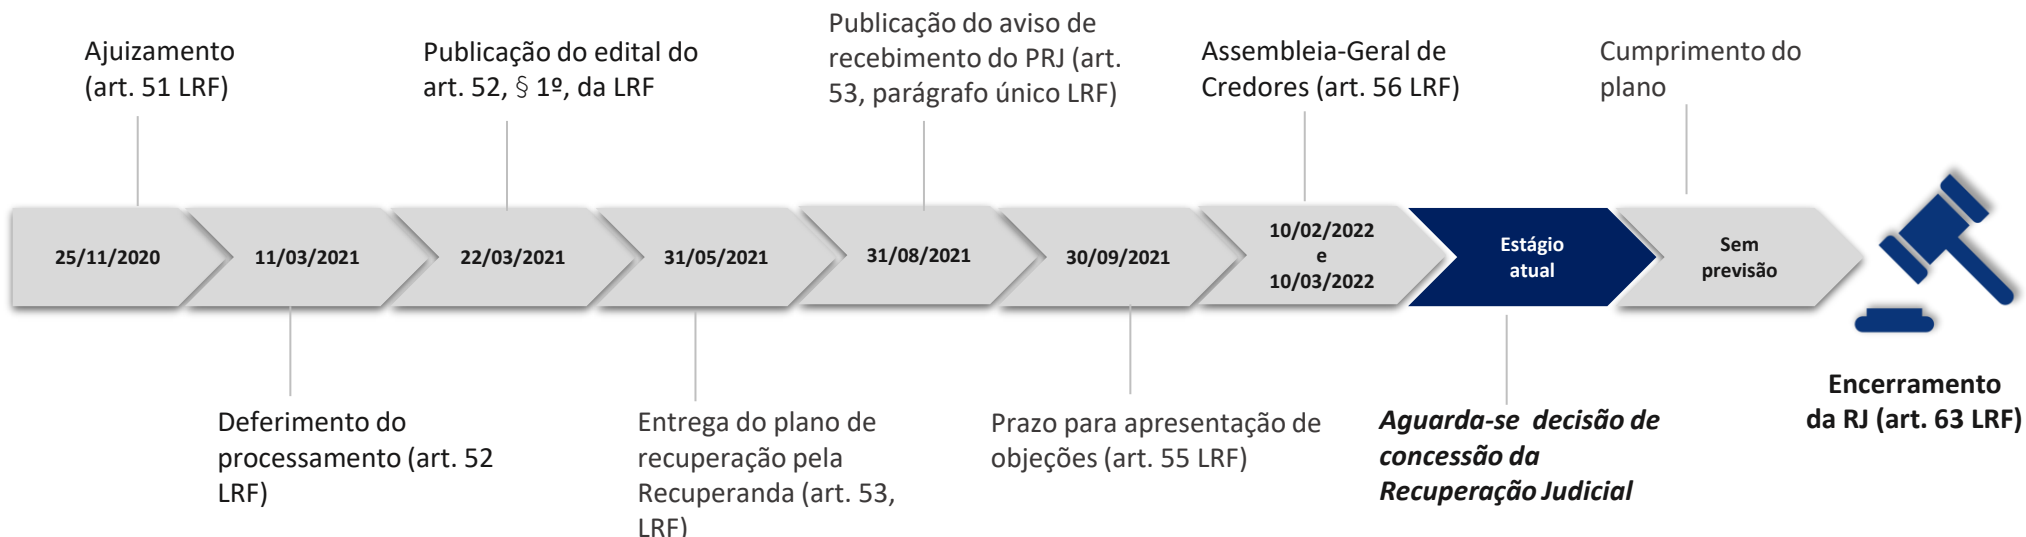 Ajuizamento
(art. 51 LRF)
Publicação do edital do
art. 52, § 1º, da LRF
Publicação do aviso de
recebimento do PRJ (art.
53, parágrafo único LRF)
Assembleia-Geral de
Credores (art. 56 LRF)
Cumprimento do
plano
25/11/2020
11/03/2021
22/03/2021
31/05/2021
31/08/2021
30/09/2021
10/02/2022
e
10/03/2022
Estágio
atual
Sem
previsão
Deferimento do
processamento (art. 52
LRF)
Entrega do plano de
recuperação pela
Recuperanda (art. 53,
LRF)
Prazo para apresentação de
objeções (art. 55 LRF)
Aguarda-se decisão de
concessão da
Recuperação Judicial
Encerramento
da RJ (art. 63 LRF)